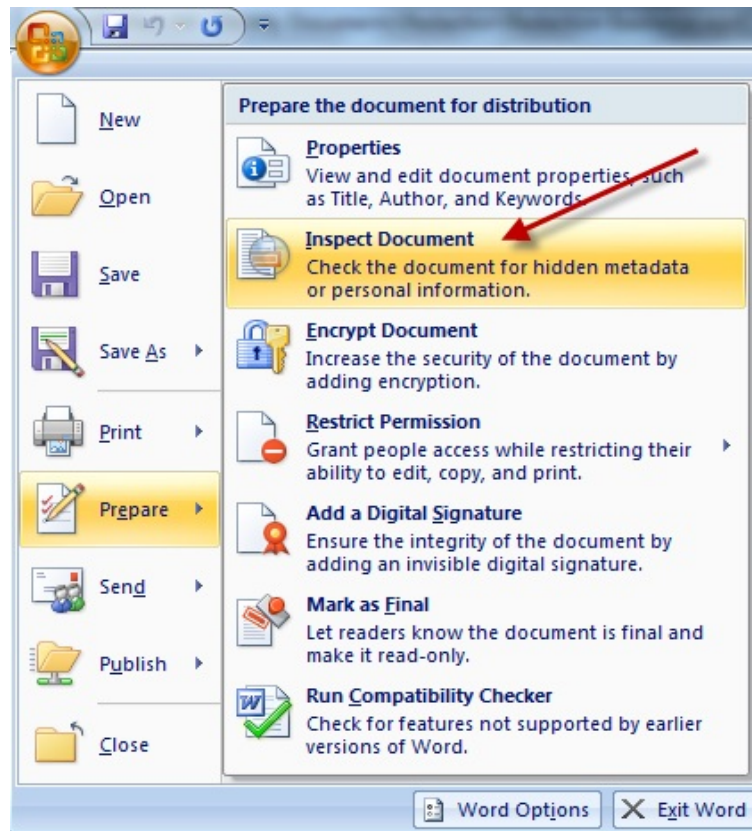 New
Open
Save
Save As
Print
Prepare
Send
Publish
Close
Prepare the document for distribution
Properties
View and edit document properties, such
as Title, Author, and Keywords.
Inspect Document
Check the document for hidden metadata
or personal information.
Encrypt Document
Increase the security of the document by
adding encryption.
Restrict Permission
Grant people access while restricting their
ability to edit, copy, and print.
Add a Digital Signature
Ensure the integrity of the document by
adding an invisible digital signature.
Mark as Final
Let readers know the document is final and
make it read-only.
Run Compatibility Checker
Check for features not supported by earlier
versions of Word.
Word Options
Exit Word